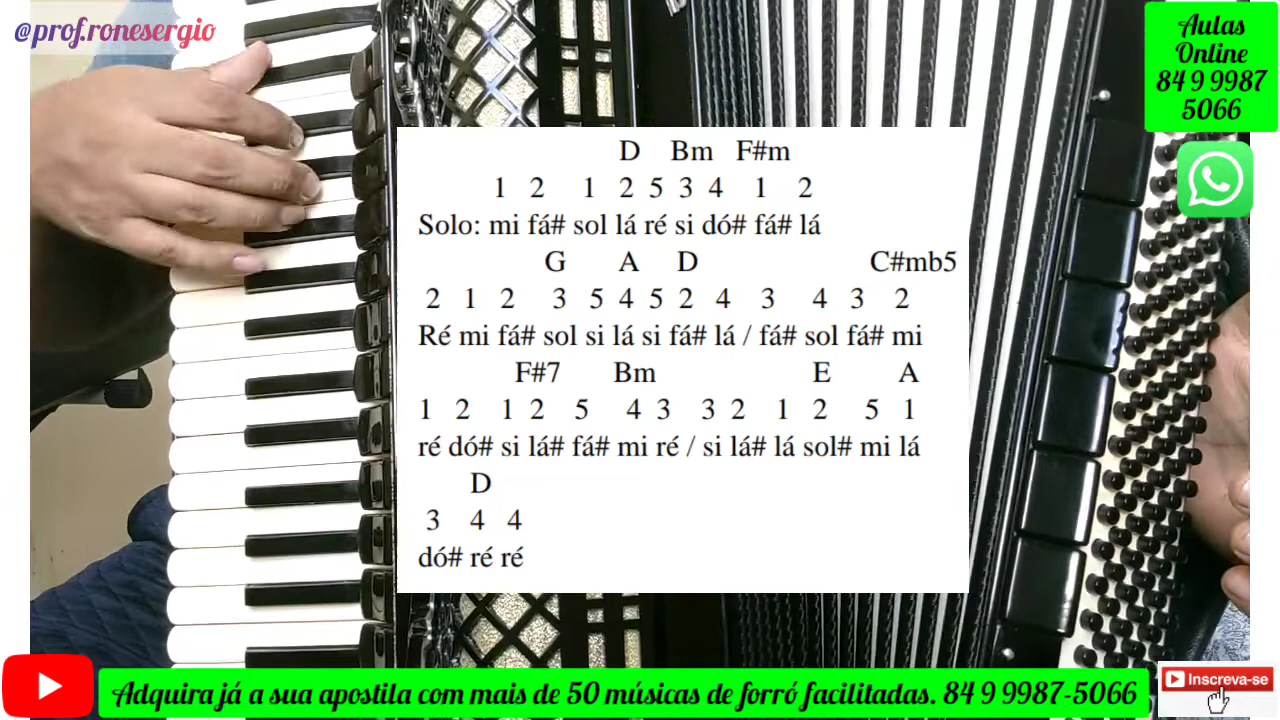 @prof.ronesergio
Aulas
Online
84 9 9987
5066
D Bm F#m
1 2 1 2 5 3 4 1 2
Solo: mi fá# sol lá ré si dó# fá# lá
G A D C#mb5
2 1 2 3 5 4 5 2 4 3 4 3 2
Ré mi fá# sol si lá si fá# lá / fá# sol fá# mi
F#7 Bm E A
1 2 1 2 5 4 3 3 2 1 2 5 1
ré dó# si lá# fá# mi ré / si lá# lá sol# mi lá
D
3 4 4
dó# ré ré
Adquira já a sua apostila com mais de 50 músicas de forró facilitadas. 84 9 9987-5066
Inscreva-se